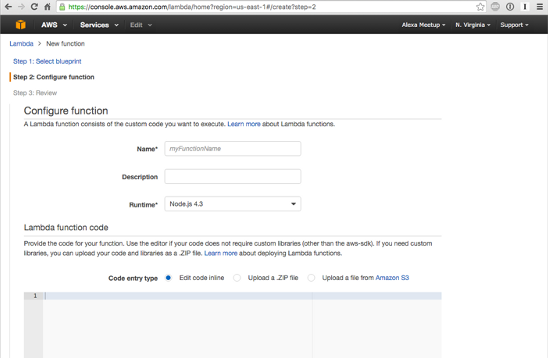 https://console.aws.amazon.com/lambda/home?region=us-east-1#/create?step=2
AWS Services Edit Alexa Meetup N. Virginia Support
Lambda > New function
Step 1: Select blueprint
Step 2: Configure function
Step 3: Review
Configure function
A Lambda function consists of the custom code you want to execute. Learn more about Lambda functions.
Name* myFunctionName
Description
Runtime* Node.js 4.3
Lambda function code
Provide the code for your function. Use the editor if your code does not require custom libraries (other than the aws-sdk). If you need custom
libraries, you can upload your code and libraries as a .ZIP file. Learn more about deploying Lambda functions.
Code entry type Edit code inline Upload a .ZIP file Upload a file from Amazon S3
1